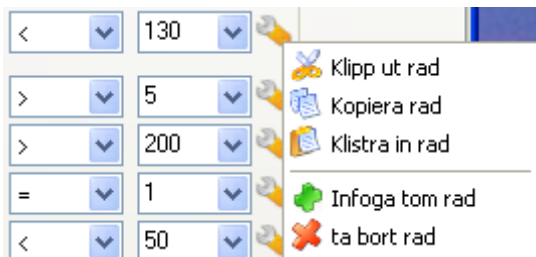 < 130
> 5
> 200
= 1
< 50
Klipp ut rad
Kopiera rad
Klistra in rad
Infoga tom rad
ta bort rad